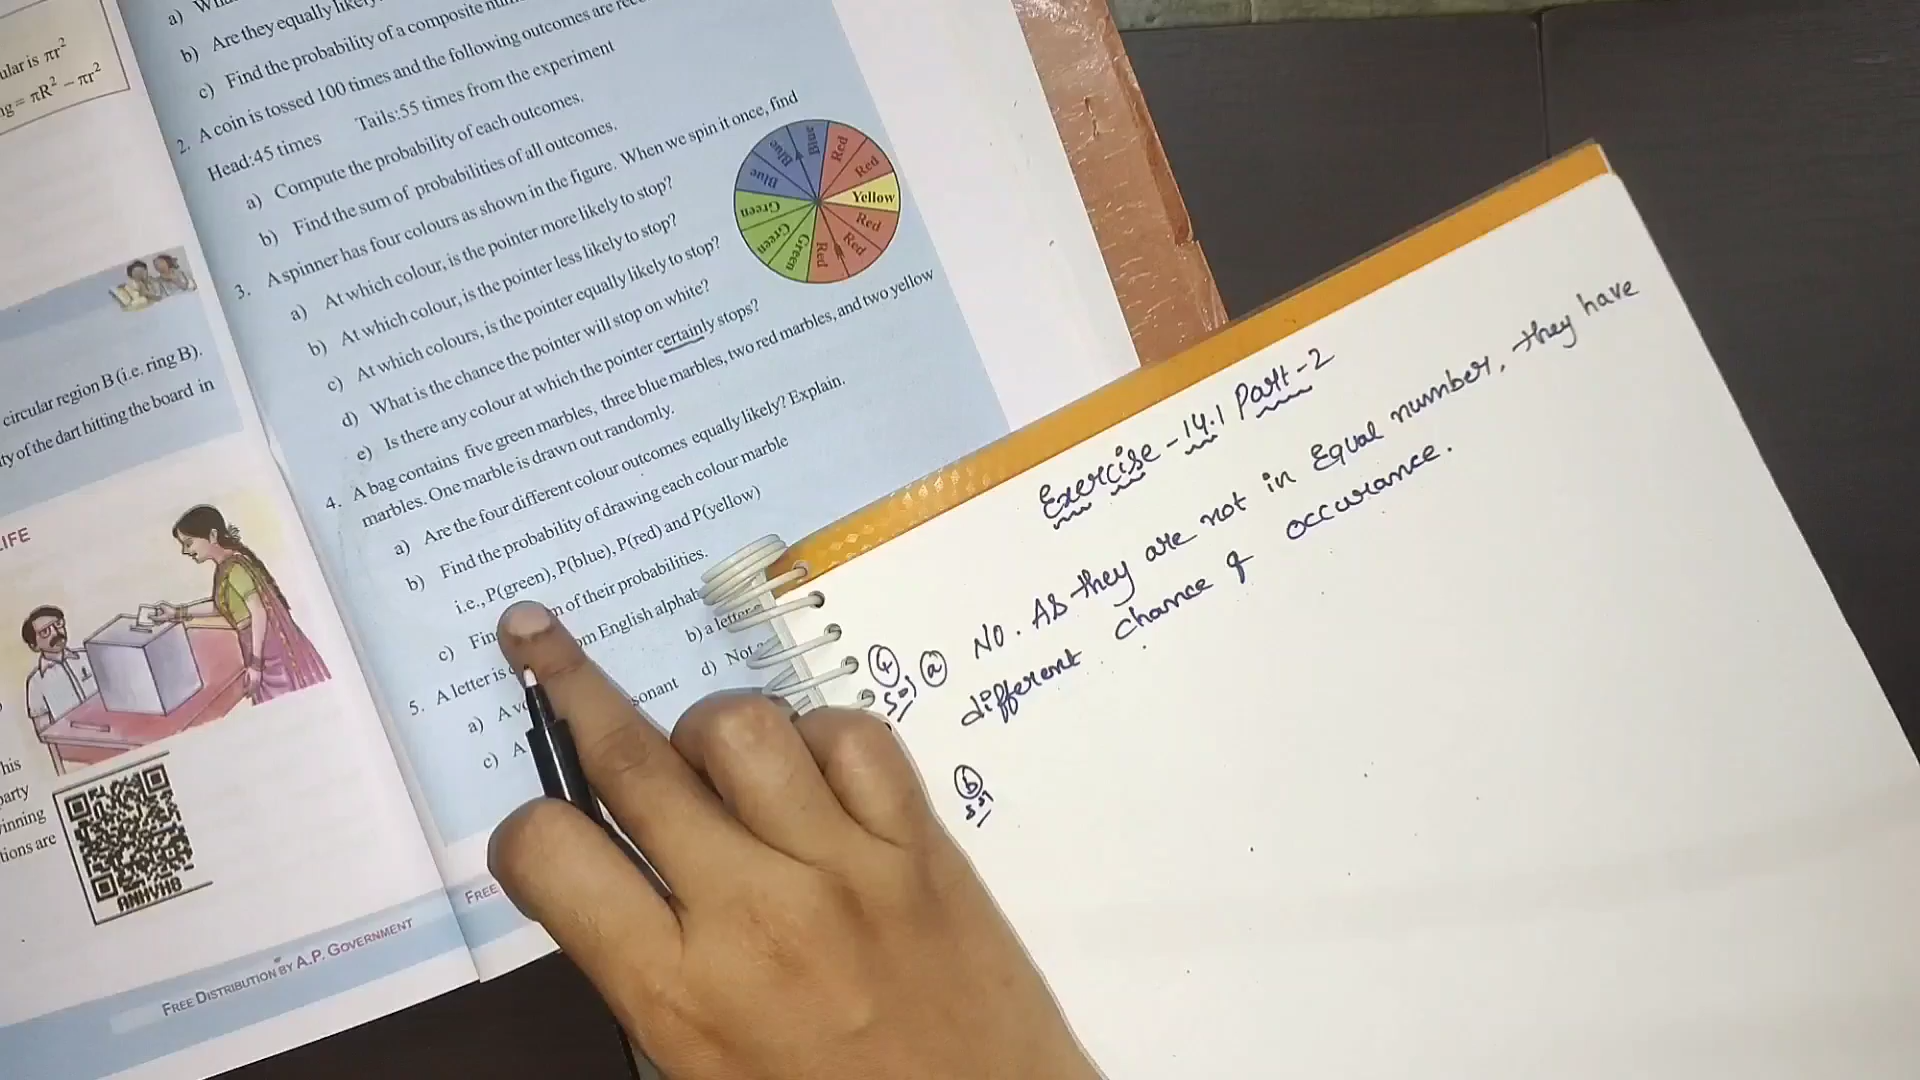 ular is πr²
ng = πR² – πr²
circular region B (i.e. ring B).
ty of the dart hitting the board in
LIFE
his
party
inning
tions are
ANHVHB
FREE DISTRIBUTION BY A.P. GOVERNMENT
a)
b) Are they equally likely
c) Find the probability of a composite
2. A coin is tossed 100 times and the following outcomes are
Head:45 times Tails:55 times from the experiment
a) Compute the probability of each outcomes.
b) Find the sum of probabilities of all outcomes.
3. A spinner has four colours as shown in the figure. When we spin it once, find
a) At which colour, is the pointer more likely to stop?
b) At which colour, is the pointer less likely to stop?
c) At which colours, is the pointer equally likely to stop?
d) What is the chance the pointer will stop on white?
e) Is there any colour at which the pointer certainly stops?
Blue
Blue
Blue
Red
Red
Yellow
Red
Red
Red
Green
Green
Green
4. A bag contains five green marbles, three blue marbles, two red marbles, and two yellow
marbles. One marble is drawn out randomly.
a) Are the four different colour outcomes equally likely? Explain.
b) Find the probability of drawing each colour marble
i.e., P(green), P(blue), P(red) and P(yellow)
c) Fin m of their probabilities.
5. A letter is om English alphab
a) A b) a letter
c) A sonant d) Not
FREE
Exercise - 14.1 Part-2
4 Sol a No. As they are not in Equal number, they have
different chance of occurance.
b Sol